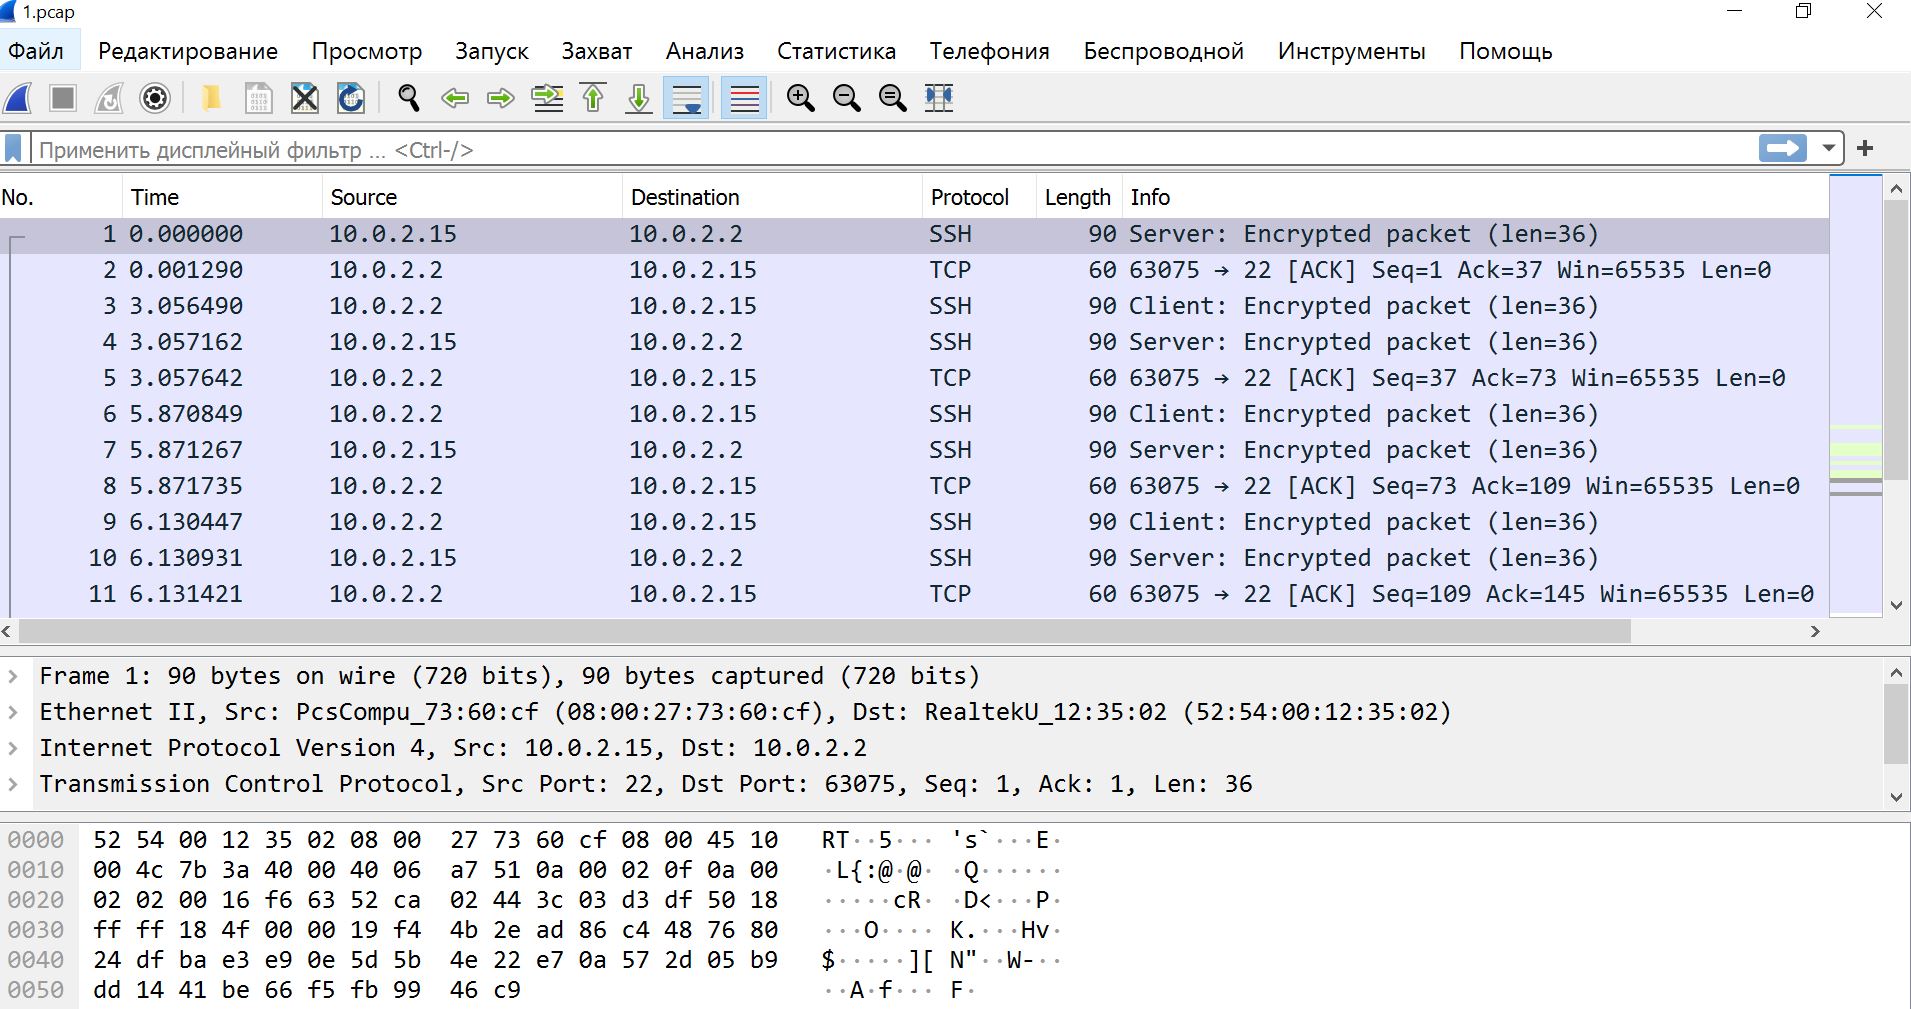 1.pcap
Файл Редактирование Просмотр Запуск Захват Анализ Статистика Телефония Беспроводной Инструменты Помощь
Применить дисплейный фильтр ... <Ctrl-/>
No. Time Source Destination Protocol Length Info
1 0.000000 10.0.2.15 10.0.2.2 SSH 90 Server: Encrypted packet (len=36)
2 0.001290 10.0.2.2 10.0.2.15 TCP 60 63075 → 22 [ACK] Seq=1 Ack=37 Win=65535 Len=0
3 3.056490 10.0.2.2 10.0.2.15 SSH 90 Client: Encrypted packet (len=36)
4 3.057162 10.0.2.15 10.0.2.2 SSH 90 Server: Encrypted packet (len=36)
5 3.057642 10.0.2.2 10.0.2.15 TCP 60 63075 → 22 [ACK] Seq=37 Ack=73 Win=65535 Len=0
6 5.870849 10.0.2.2 10.0.2.15 SSH 90 Client: Encrypted packet (len=36)
7 5.871267 10.0.2.15 10.0.2.2 SSH 90 Server: Encrypted packet (len=36)
8 5.871735 10.0.2.2 10.0.2.15 TCP 60 63075 → 22 [ACK] Seq=73 Ack=109 Win=65535 Len=0
9 6.130447 10.0.2.2 10.0.2.15 SSH 90 Client: Encrypted packet (len=36)
10 6.130931 10.0.2.15 10.0.2.2 SSH 90 Server: Encrypted packet (len=36)
11 6.131421 10.0.2.2 10.0.2.15 TCP 60 63075 → 22 [ACK] Seq=109 Ack=145 Win=65535 Len=0
Frame 1: 90 bytes on wire (720 bits), 90 bytes captured (720 bits)
Ethernet II, Src: PcsCompu_73:60:cf (08:00:27:73:60:cf), Dst: RealtekU_12:35:02 (52:54:00:12:35:02)
Internet Protocol Version 4, Src: 10.0.2.15, Dst: 10.0.2.2
Transmission Control Protocol, Src Port: 22, Dst Port: 63075, Seq: 1, Ack: 1, Len: 36
0000 52 54 00 12 35 02 08 00 27 73 60 cf 08 00 45 10 RT··5··· 's`···E·
0010 00 4c 7b 3a 40 00 40 06 a7 51 0a 00 02 0f 0a 00 ·L{:@·@· ·Q······
0020 02 02 00 16 f6 63 52 ca 02 44 3c 03 d3 df 50 18 ·····cR· ·D<···P·
0030 ff ff 18 4f 00 00 19 f4 4b 2e ad 86 c4 48 76 80 ···O···· K.···Hv·
0040 24 df ba e3 e9 0e 5d 5b 4e 22 e7 0a 57 2d 05 b9 $·····][ N"··W-··
0050 dd 14 41 be 66 f5 fb 99 46 c9 ··A·f··· F·